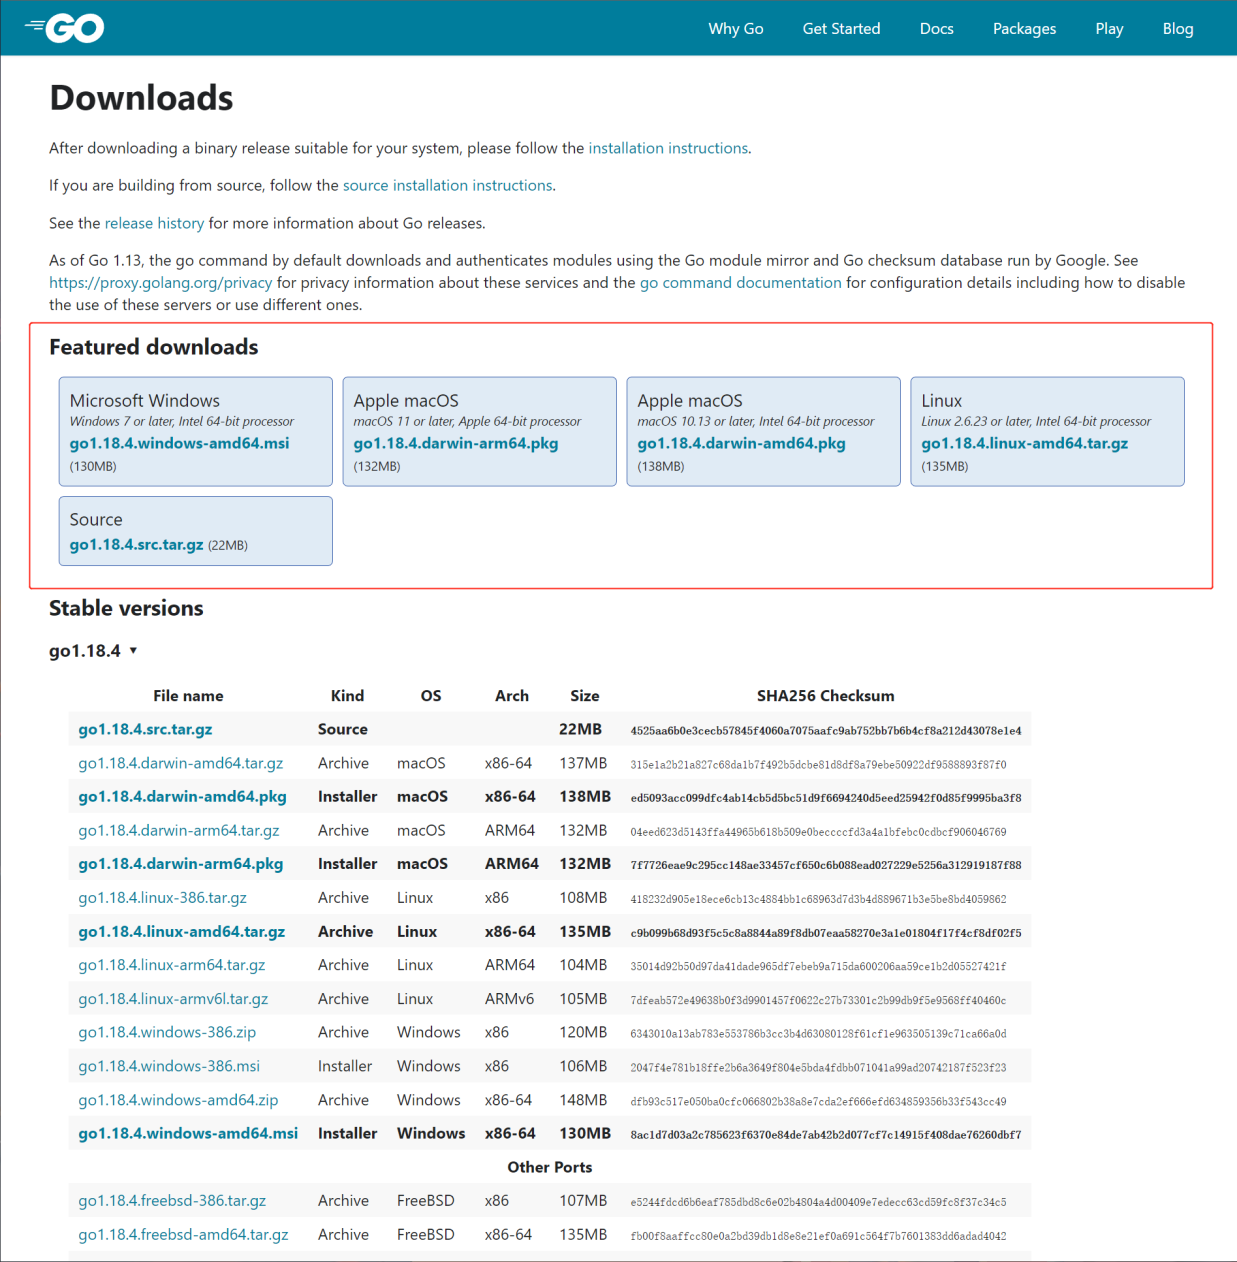 GO
Why Go Get Started Docs Packages Play Blog
Downloads
After downloading a binary release suitable for your system, please follow the installation instructions.
If you are building from source, follow the source installation instructions.
See the release history for more information about Go releases.
As of Go 1.13, the go command by default downloads and authenticates modules using the Go module mirror and Go checksum database run by Google. See
https://proxy.golang.org/privacy for privacy information about these services and the go command documentation for configuration details including how to disable
the use of these servers or use different ones.
Featured downloads
Microsoft Windows
Windows 7 or later, Intel 64-bit processor
go1.18.4.windows-amd64.msi
(130MB)
Apple macOS
macOS 11 or later, Apple 64-bit processor
go1.18.4.darwin-arm64.pkg
(132MB)
Apple macOS
macOS 10.13 or later, Intel 64-bit processor
go1.18.4.darwin-amd64.pkg
(138MB)
Linux
Linux 2.6.23 or later, Intel 64-bit processor
go1.18.4.linux-amd64.tar.gz
(135MB)
Source
go1.18.4.src.tar.gz (22MB)
Stable versions
go1.18.4 ▾
File name Kind OS Arch Size SHA256 Checksum
go1.18.4.src.tar.gz Source 22MB 4525aa6b0e3cecb57845f4060a7075aafc9ab752bb7b6b4cf8a212d43078e1e4
go1.18.4.darwin-amd64.tar.gz Archive macOS x86-64 137MB 315e1a2b21a827c68da1b7f492b5dcbe81d8df8a79ebe50922df9588893f87f0
go1.18.4.darwin-amd64.pkg Installer macOS x86-64 138MB ed5093acc099dfc4ab14cb5d5bc51d9f6694240d5eed25942f0d85f9995ba3f8
go1.18.4.darwin-arm64.tar.gz Archive macOS ARM64 132MB 04eed623d5143ffa44965b618b509e0beccccfd3a4a1bfebc0cdbcf906046769
go1.18.4.darwin-arm64.pkg Installer macOS ARM64 132MB 7f7726eae9c295cc148ae33457cf650c6b088ead027229e5256a312919187f88
go1.18.4.linux-386.tar.gz Archive Linux x86 108MB 418232d905e18ece6cb13c4884bb1c68963d7d3b4d889671b3e5be8bd4059862
go1.18.4.linux-amd64.tar.gz Archive Linux x86-64 135MB c9b099b68d93f5c5c8a8844a89f8db07eaa58270e3a1e01804f17f4cf8df02f5
go1.18.4.linux-arm64.tar.gz Archive Linux ARM64 104MB 35014d92b50d97da41dade965df7ebeb9a715da600206aa59ce1b2d05527421f
go1.18.4.linux-armv6l.tar.gz Archive Linux ARMv6 105MB 7dfeab572e49638b0f3d9901457f0622c27b73301c2b99db9f5e9568ff40460c
go1.18.4.windows-386.zip Archive Windows x86 120MB 6343010a13ab783e553786b3cc3b4d63080128f61cf1e963505139c71ca66a0d
go1.18.4.windows-386.msi Installer Windows x86 106MB 2047f4e781b18ffe2b6a3649f804e5bda4fdbb071041a99ad20742187f523f23
go1.18.4.windows-amd64.zip Archive Windows x86-64 148MB dfb93c517e050ba0cfc066802b38a8e7cda2ef666efd634859356b33f543cc49
go1.18.4.windows-amd64.msi Installer Windows x86-64 130MB 8ac1d7d03a2c785623f6370e84de7ab42b2d077cf7c14915f408dae76260dbf7
Other Ports
go1.18.4.freebsd-386.tar.gz Archive FreeBSD x86 107MB e5244fdcd6b6eaf785dbd8c6e02b4804a4d00409e7edecc63cd59fc8f37c34c5
go1.18.4.freebsd-amd64.tar.gz Archive FreeBSD x86-64 135MB fb00f8aaffcc80e0a2bd39db1d8e8e21ef0a691c564f7b7601383dd6adad4042